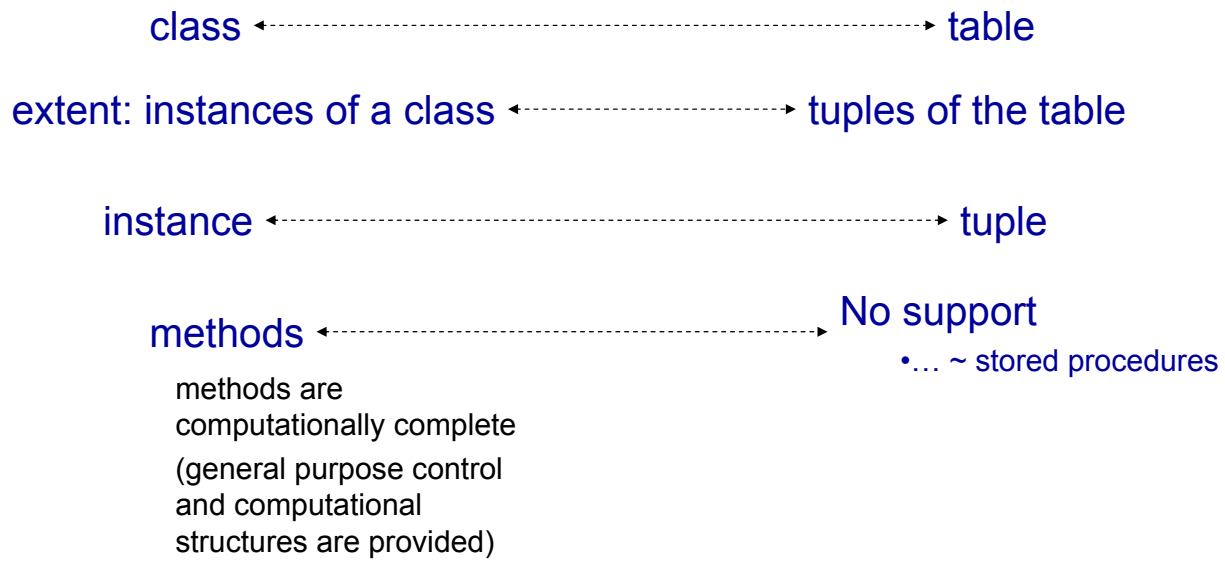 class
table
extent: instances of a class
tuples of the table
instance
tuple
methods
No support
•… ~ stored procedures
methods are
computationally complete
(general purpose control
and computational
structures are provided)